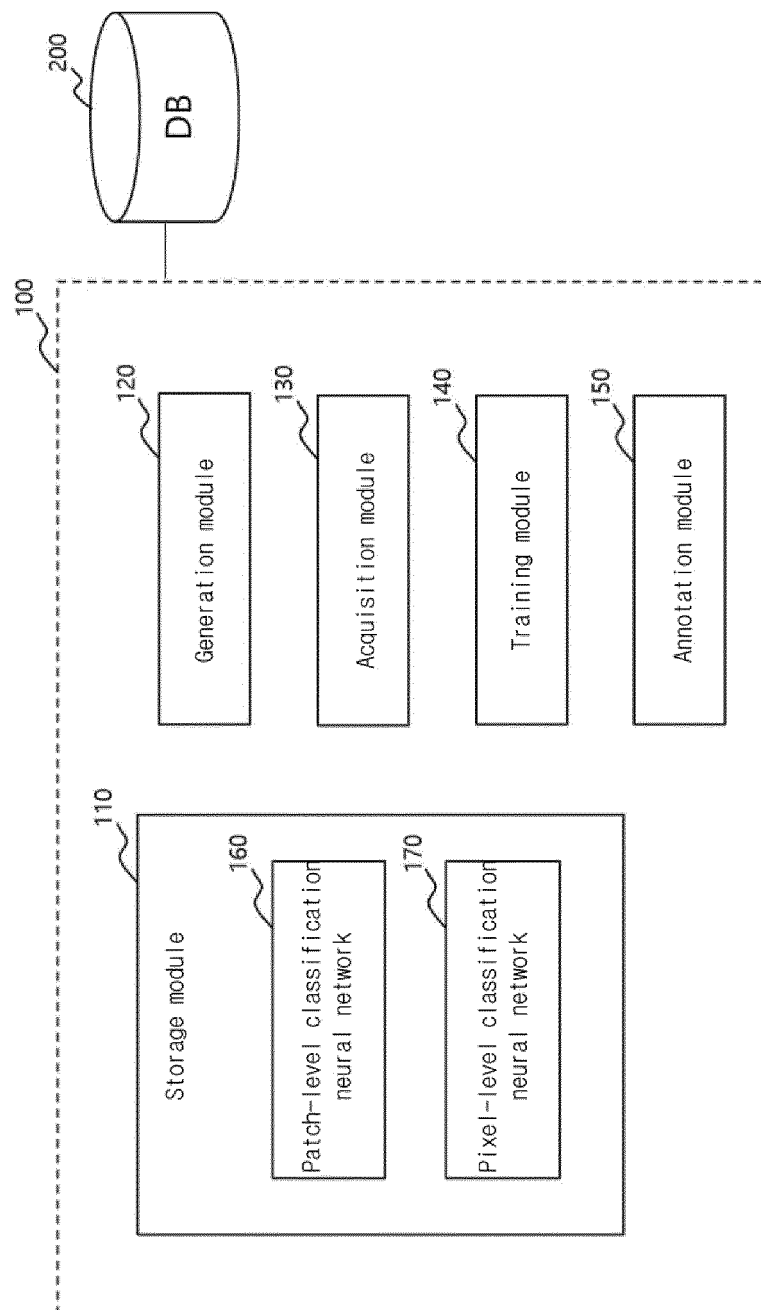 100
200
DB
110
Storage module
160
Patch-level classification
neural network
170
Pixel-level classification
neural network
120
Generation module
130
Acquisition module
140
Training module
150
Annotation module